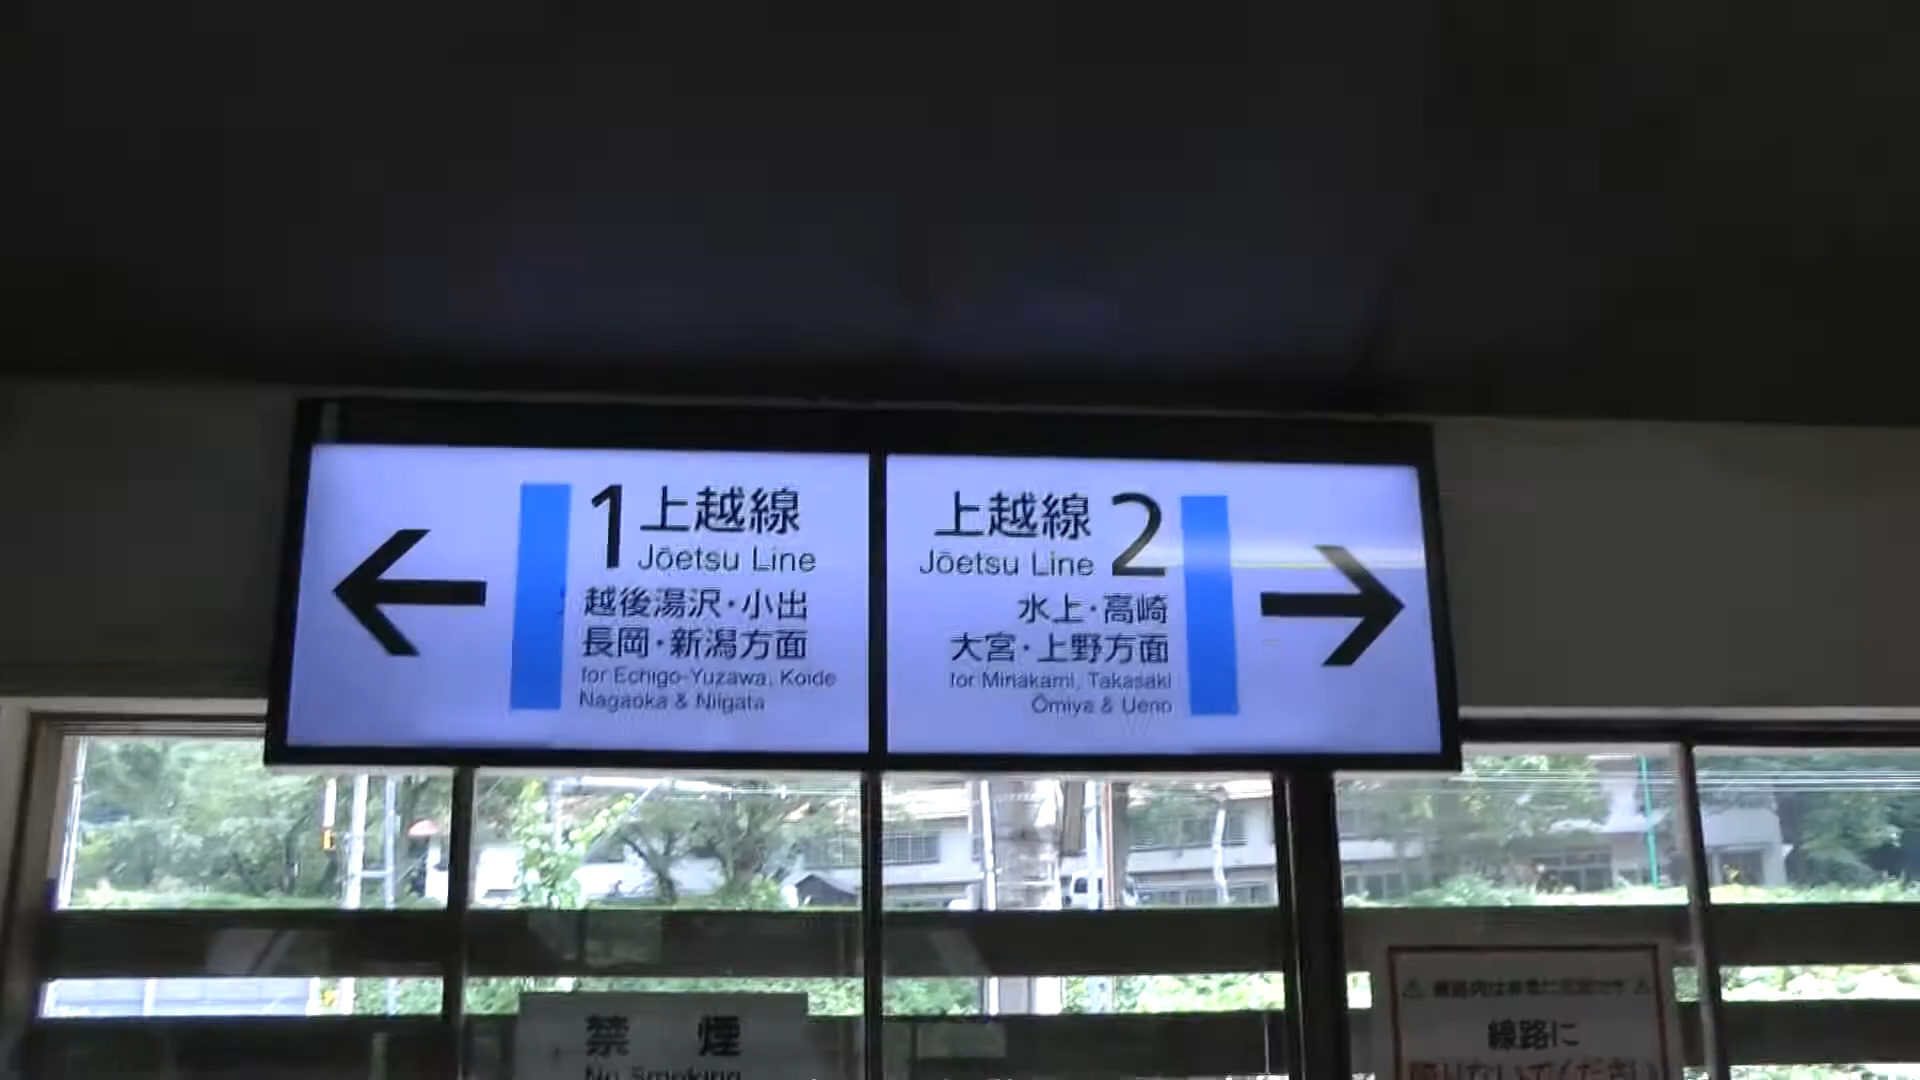 1 上越線
Jōetsu Line
越後湯沢・小出
長岡・新潟方面
for Echigo-Yuzawa, Koide
Nagaoka & Niigata
上越線 2
Jōetsu Line
水上・高崎
大宮・上野方面
for Minakami, Takasaki
Ōmiya & Ueno
禁 煙
No Smoking
線路に